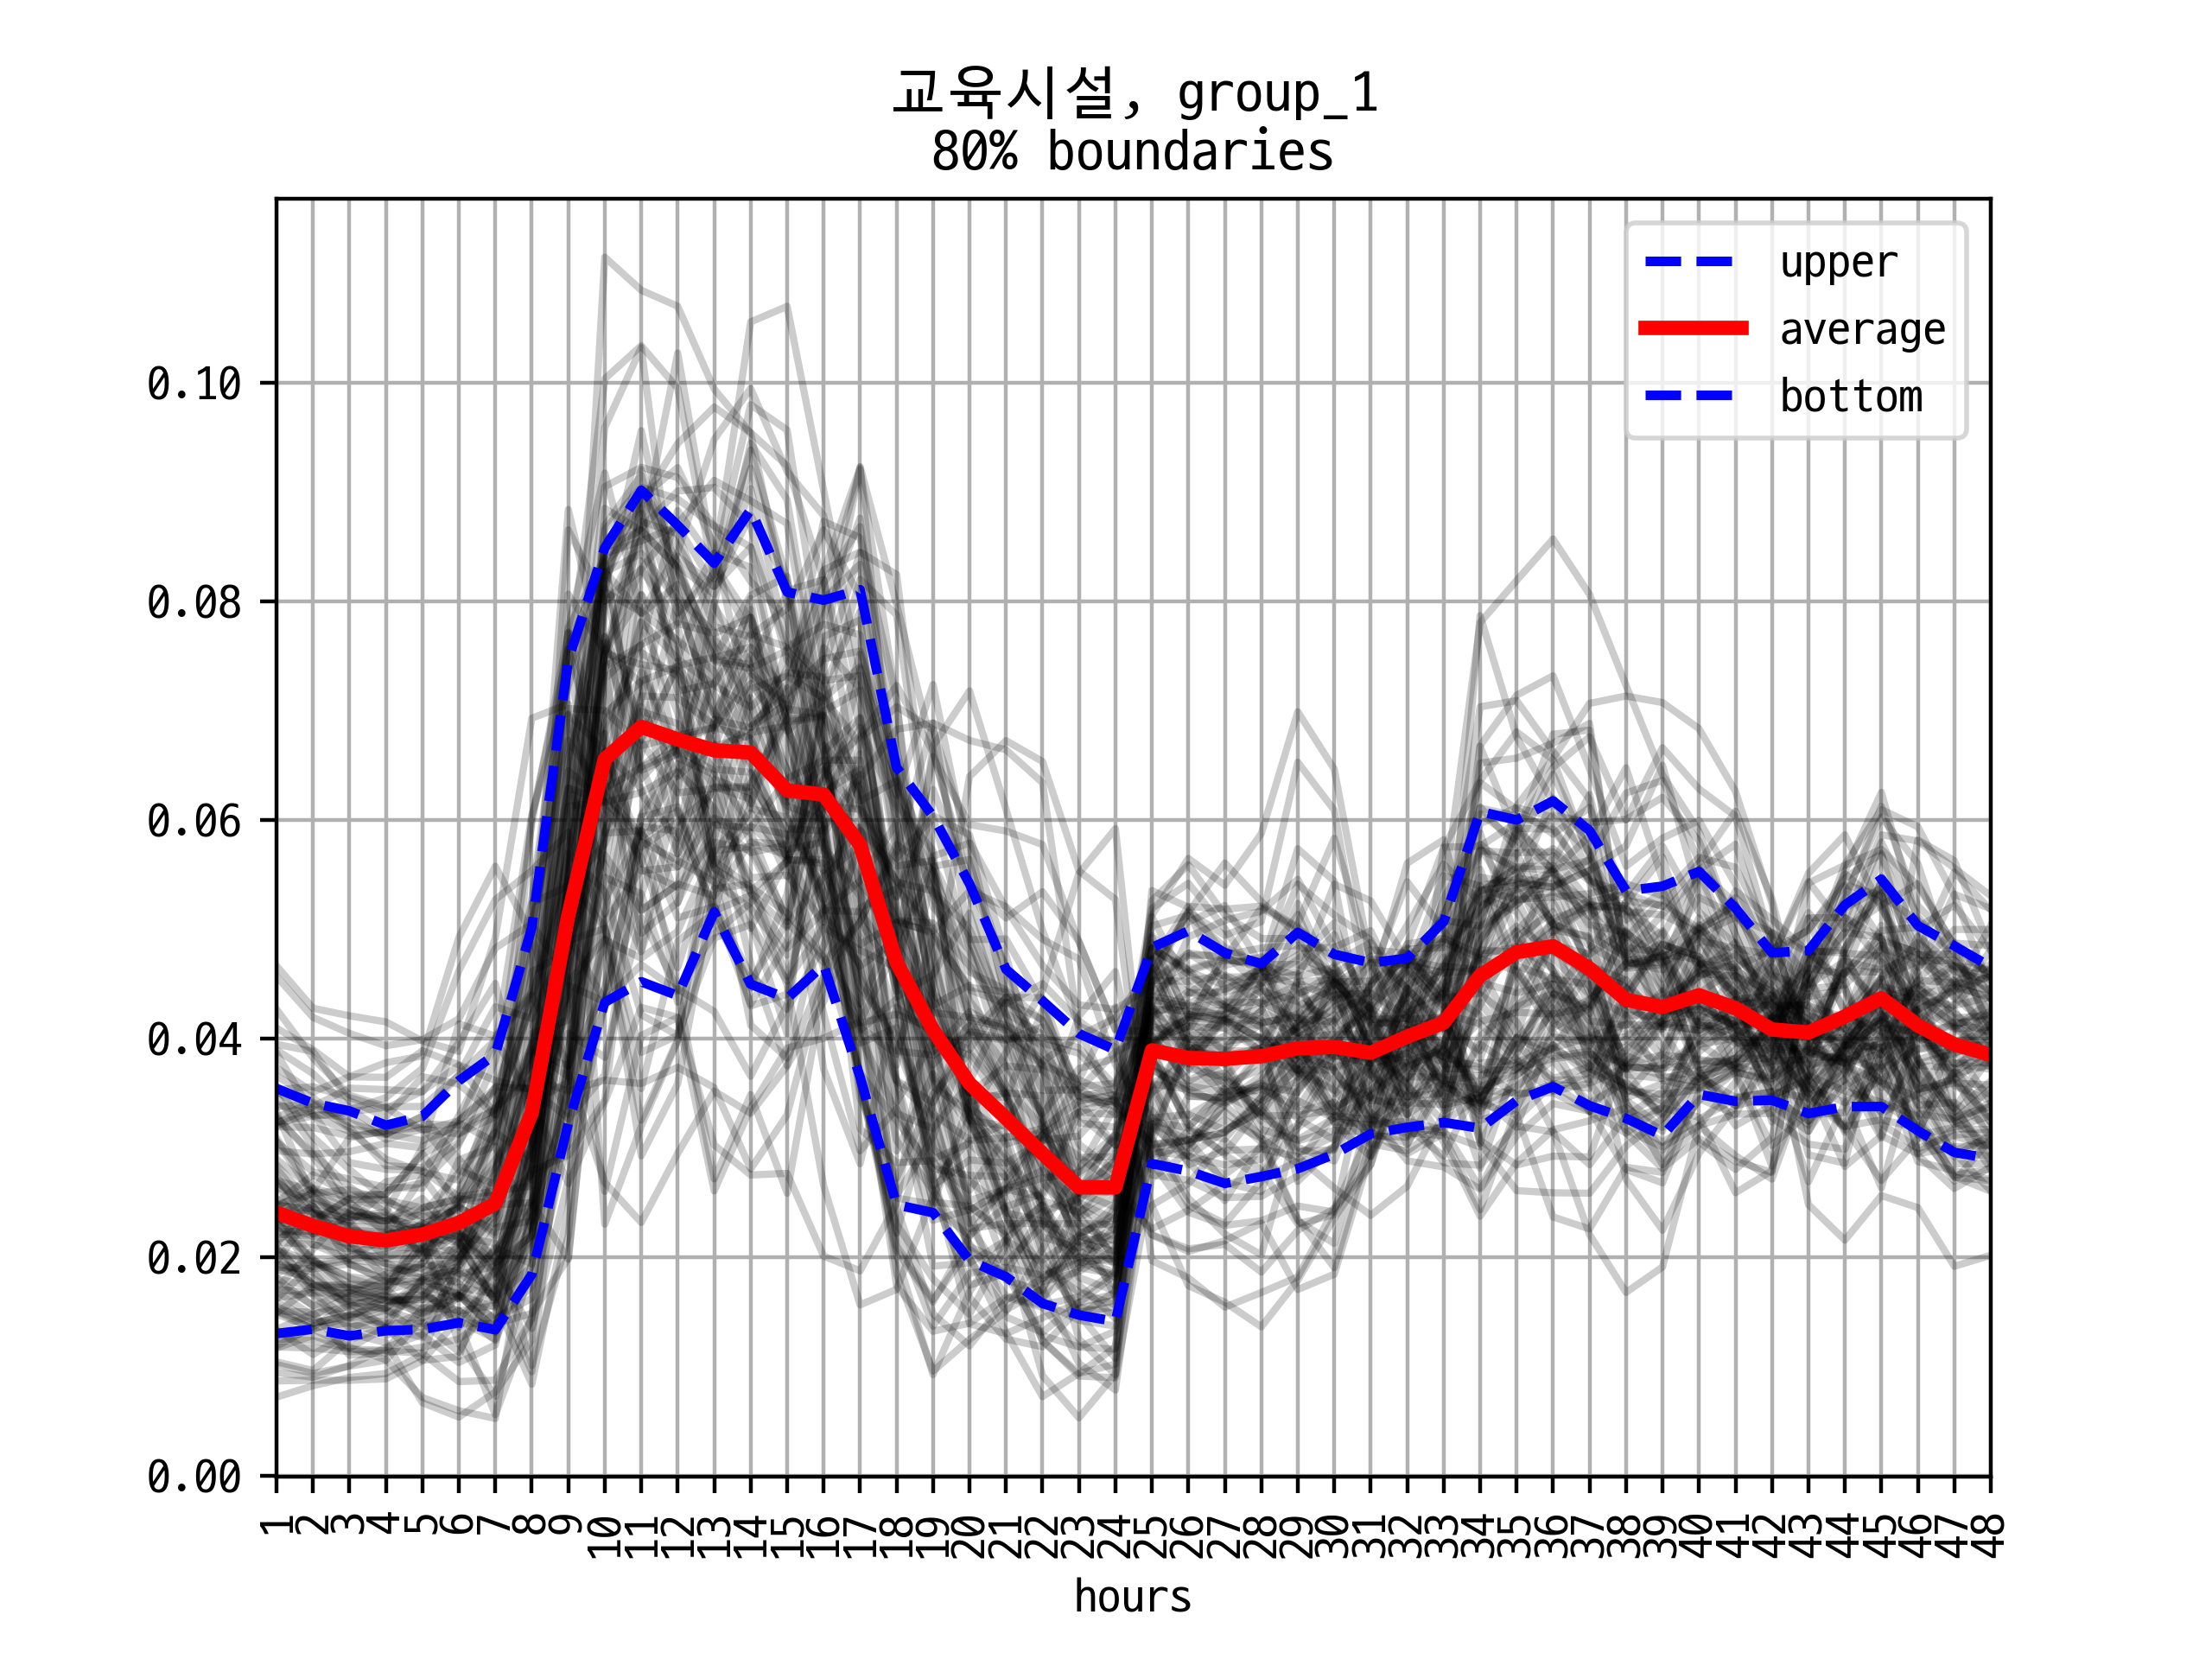 교육시설, group_1
80% boundaries
upper
average
bottom
0.10
0.08
0.06
0.04
0.02
0.00
1 2 3 4 5 6 7 8 9 10 11 12 13 14 15 16 17 18 19 20 21 22 23 24 25 26 27 28 29 30 31 32 33 34 35 36 37 38 39 40 41 42 43 44 45 46 47 48
hours